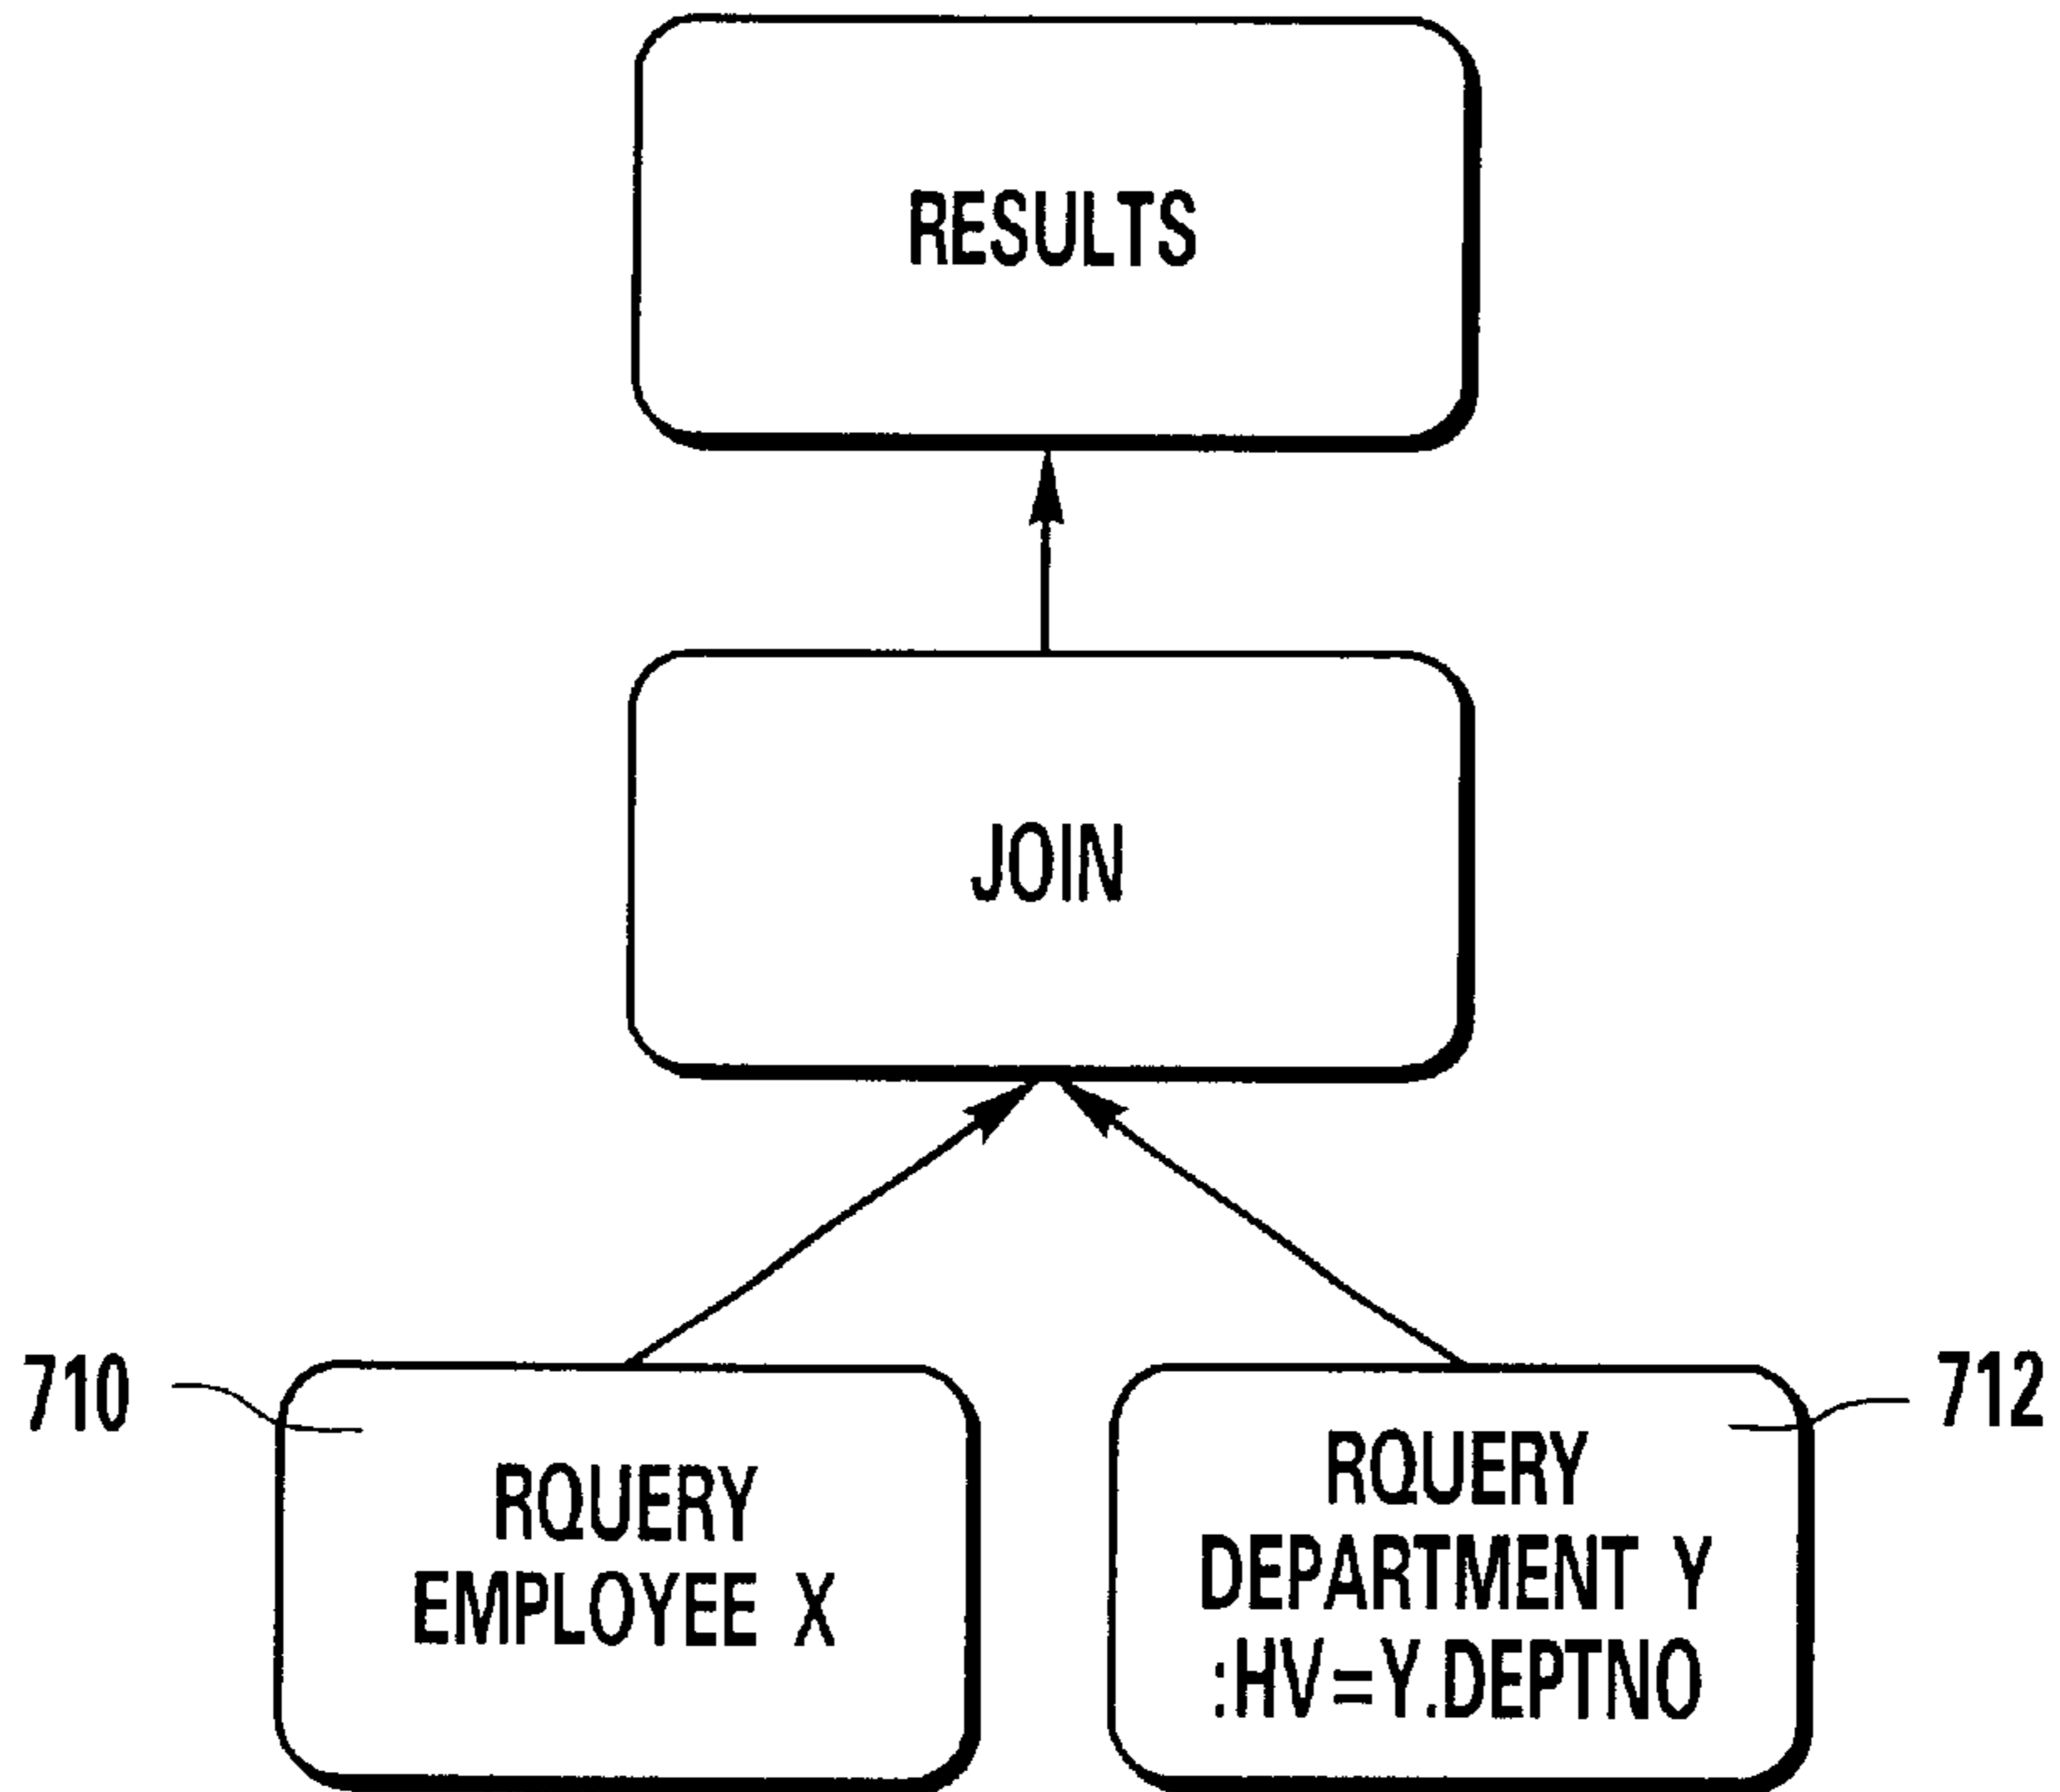 RESULTS
JOIN
710
712
RQUERY
EMPLOYEE X
RQUERY
DEPARTMENT Y
:HV=Y.DEPTNO